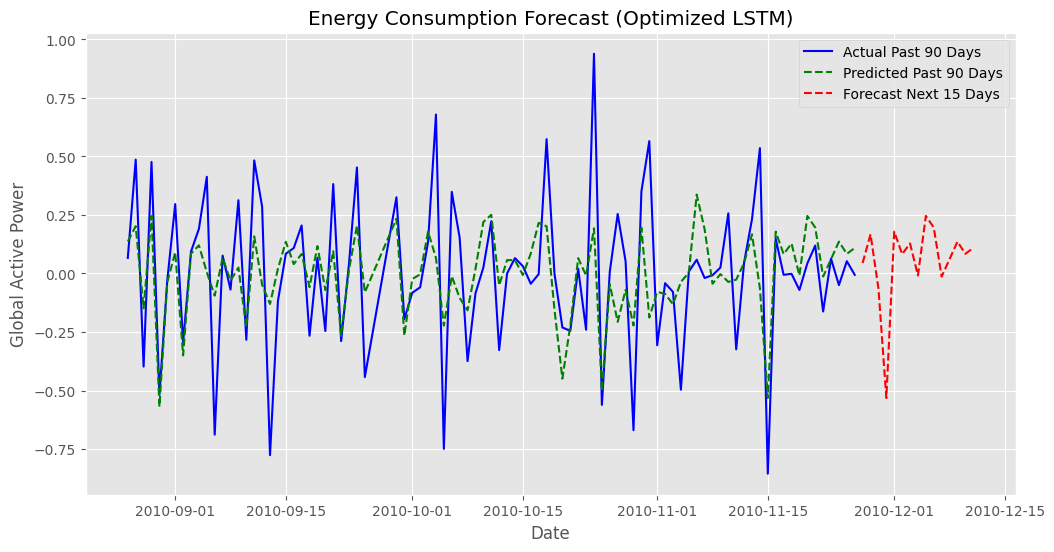 Energy Consumption Forecast (Optimized LSTM)
Actual Past 90 Days
Predicted Past 90 Days
Forecast Next 15 Days
Global Active Power
1.00
0.75
0.50
0.25
0.00
−0.25
−0.50
−0.75
2010-09-01
2010-09-15
2010-10-01
2010-10-15
2010-11-01
2010-11-15
2010-12-01
2010-12-15
Date